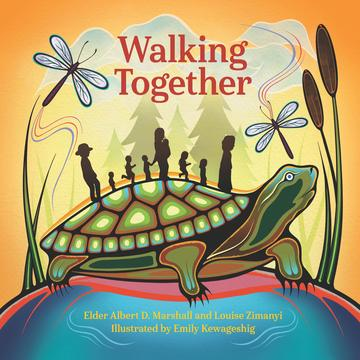 Walking
Together
Elder Albert D. Marshall and Louise Zimanyi
Illustrated by Emily Kewageshig